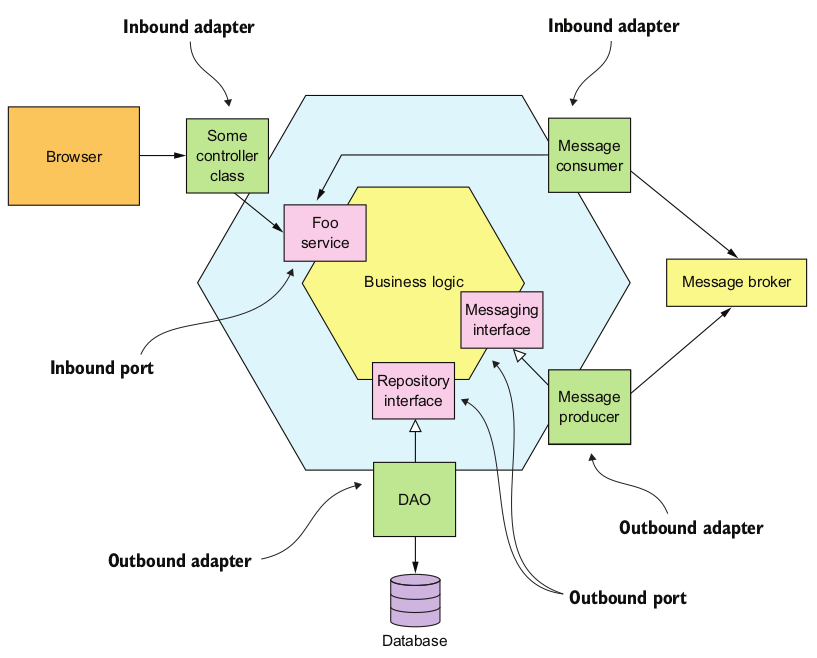 Inbound adapter
Inbound adapter
Browser
Some
controller
class
Message
consumer
Foo
service
Business logic
Message broker
Messaging
interface
Inbound port
Repository
interface
Message
producer
DAO
Outbound adapter
Outbound adapter
Outbound port
Database